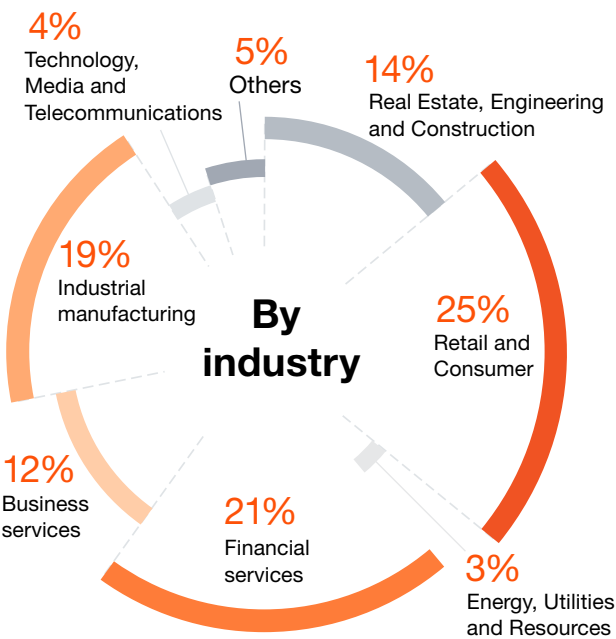 4%
Technology,
Media and
Telecommunications
5%
Others
14%
Real Estate, Engineering
and Construction
19%
Industrial
manufacturing
By
industry
25%
Retail and
Consumer
12%
Business
services
21%
Financial
services
3%
Energy, Utilities
and Resources